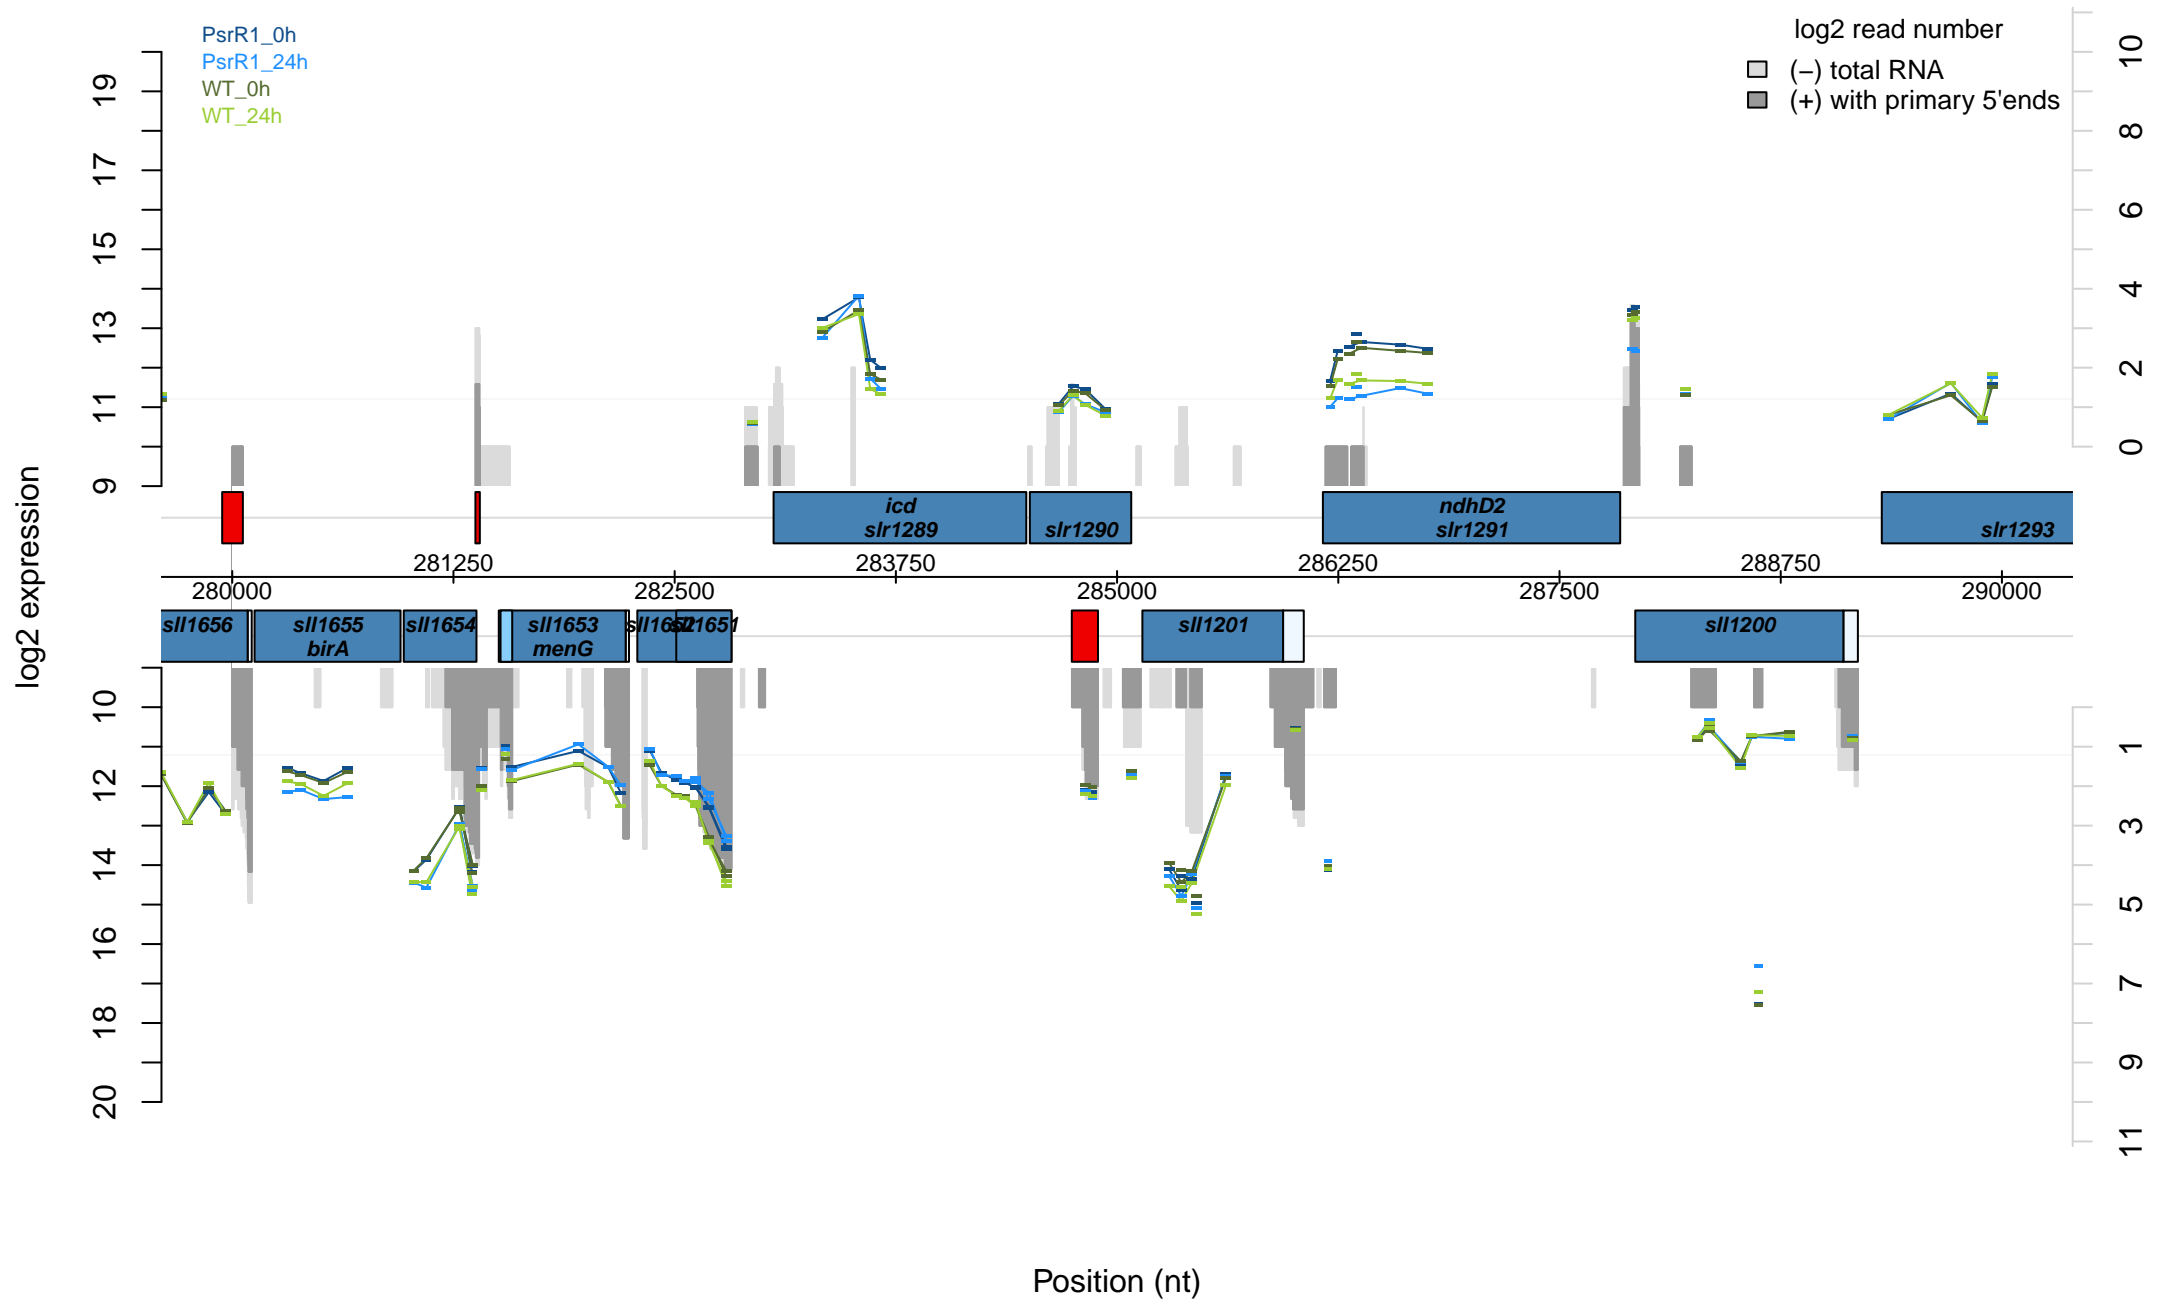 PsrR1_0h
PsrR1_24h
WT_0h
WT_24h
log2 read number
(−) total RNA
(+) with primary 5'ends
19
17
15
13
11
9
10
8
6
4
2
0
log2 expression
icd
slr1289
slr1290
ndhD2
slr1291
slr1293
281250
283750
286250
288750
280000
282500
285000
287500
290000
sll1656
sll1655
birA
sll1654
sll1653
menG
sll1652
sll1651
sll1201
sll1200
10
12
14
16
18
20
1
3
5
7
9
11
Position (nt)